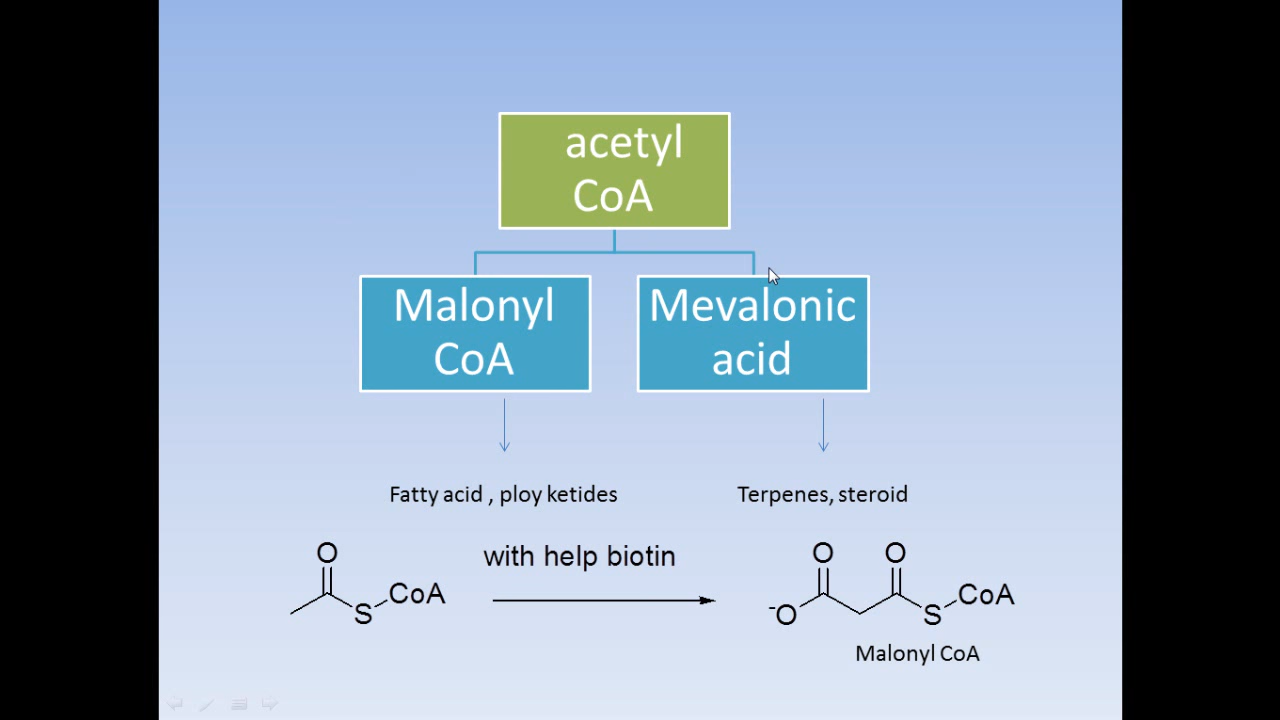 acetyl
CoA
Malonyl
CoA
Mevalonic
acid
Fatty acid , ploy ketides
Terpenes, steroid
with help biotin
O
S
CoA
O
O
-O
S
CoA
Malonyl CoA